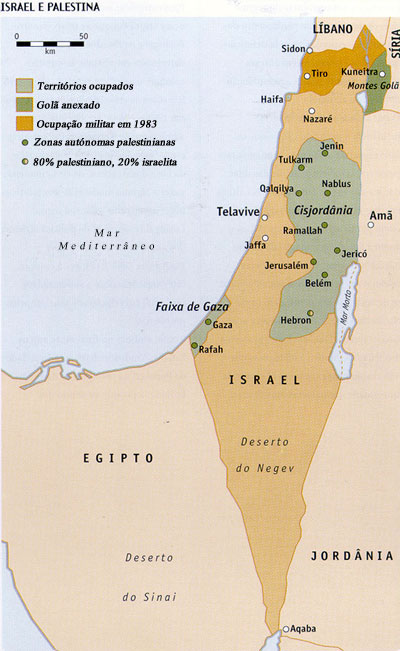 ISRAEL E PALESTINA
0 50
km
Territórios ocupados
Golã anexado
Ocupação militar em 1983
Zonas autónomas palestinianas
80% palestiniano, 20% israelita
LÍBANO
SÍRIA
Sidon
Tiro
Kuneitra
Montes Golã
Haifa
Nazaré
Jenin
Tulkarm
Qalqilya
Nablus
Cisjordânia
Telavive
Ramallah
Amã
Jaffa
Jericó
Jerusalém
Belém
Mar
Mediterrâneo
Mar Morto
Hebron
Faixa de Gaza
Gaza
Rafah
ISRAEL
EGIPTO
Deserto
do Negev
JORDÂNIA
Deserto
do Sinai
Aqaba